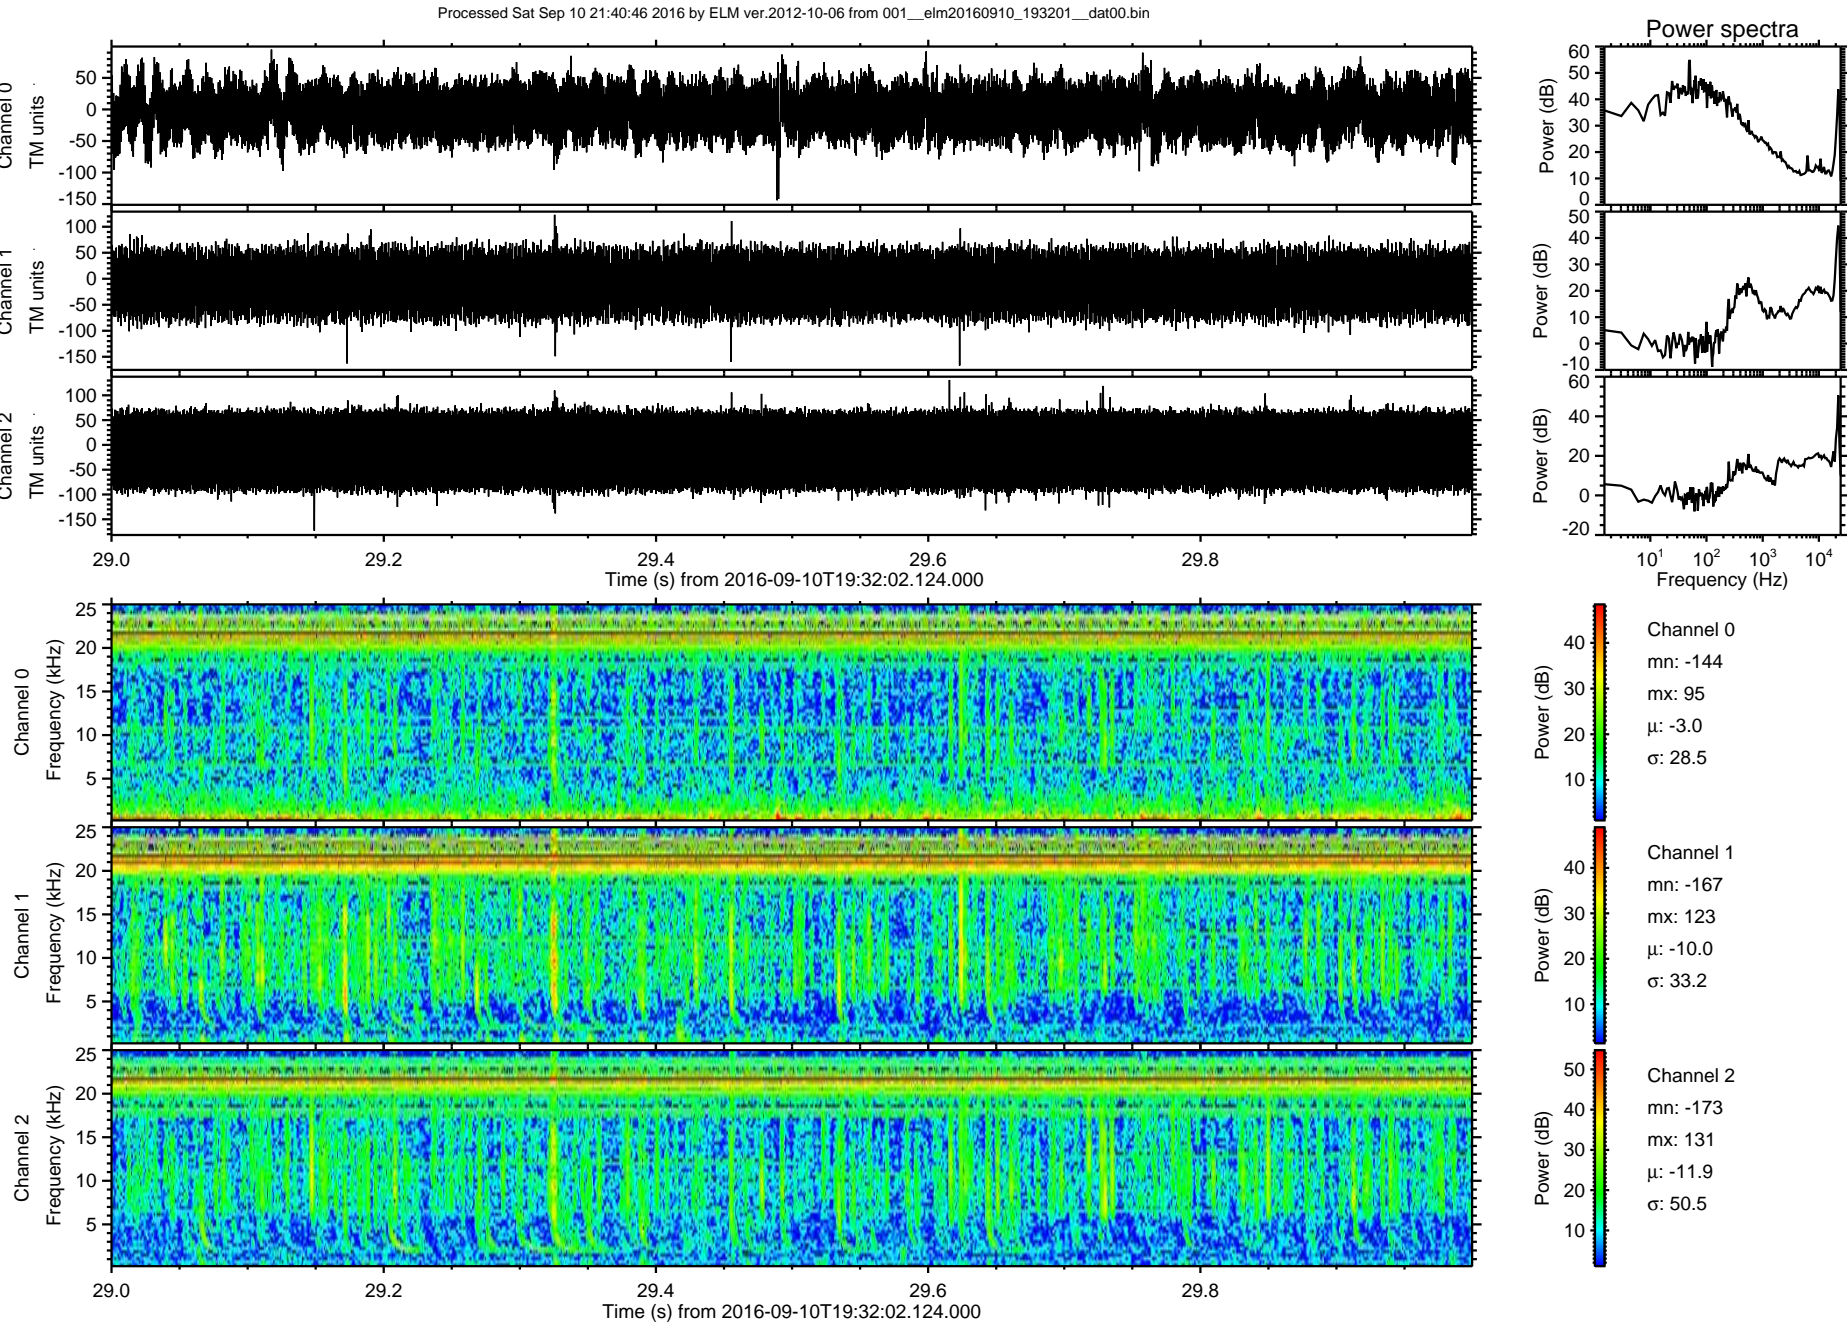 Processed Sat Sep 10 21:40:46 2016 by ELM ver.2012-10-06 from 001__elm20160910_193201__dat00.bin
Power spectra
Channel 0
TM units
50
0
-50
-100
-150
Power (dB)
60
50
40
30
20
10
0
Channel 1
TM units
100
50
0
-50
-100
-150
Power (dB)
50
40
30
20
10
0
-10
Channel 2
TM units
100
50
0
-50
-100
-150
Power (dB)
60
40
20
0
-20
29.0 29.2 29.4 29.6 29.8
Time (s) from 2016-09-10T19:32:02.124.000
10^1 10^2 10^3 10^4
Frequency (Hz)
Channel 0
Frequency (kHz)
25
20
15
10
5
Power (dB)
40
30
20
10
Channel 0
mn: -144
mx: 95
μ: -3.0
σ: 28.5
Channel 1
Frequency (kHz)
25
20
15
10
5
Power (dB)
40
30
20
10
Channel 1
mn: -167
mx: 123
μ: -10.0
σ: 33.2
Channel 2
Frequency (kHz)
25
20
15
10
5
Power (dB)
50
40
30
20
10
Channel 2
mn: -173
mx: 131
μ: -11.9
σ: 50.5
29.0 29.2 29.4 29.6 29.8
Time (s) from 2016-09-10T19:32:02.124.000